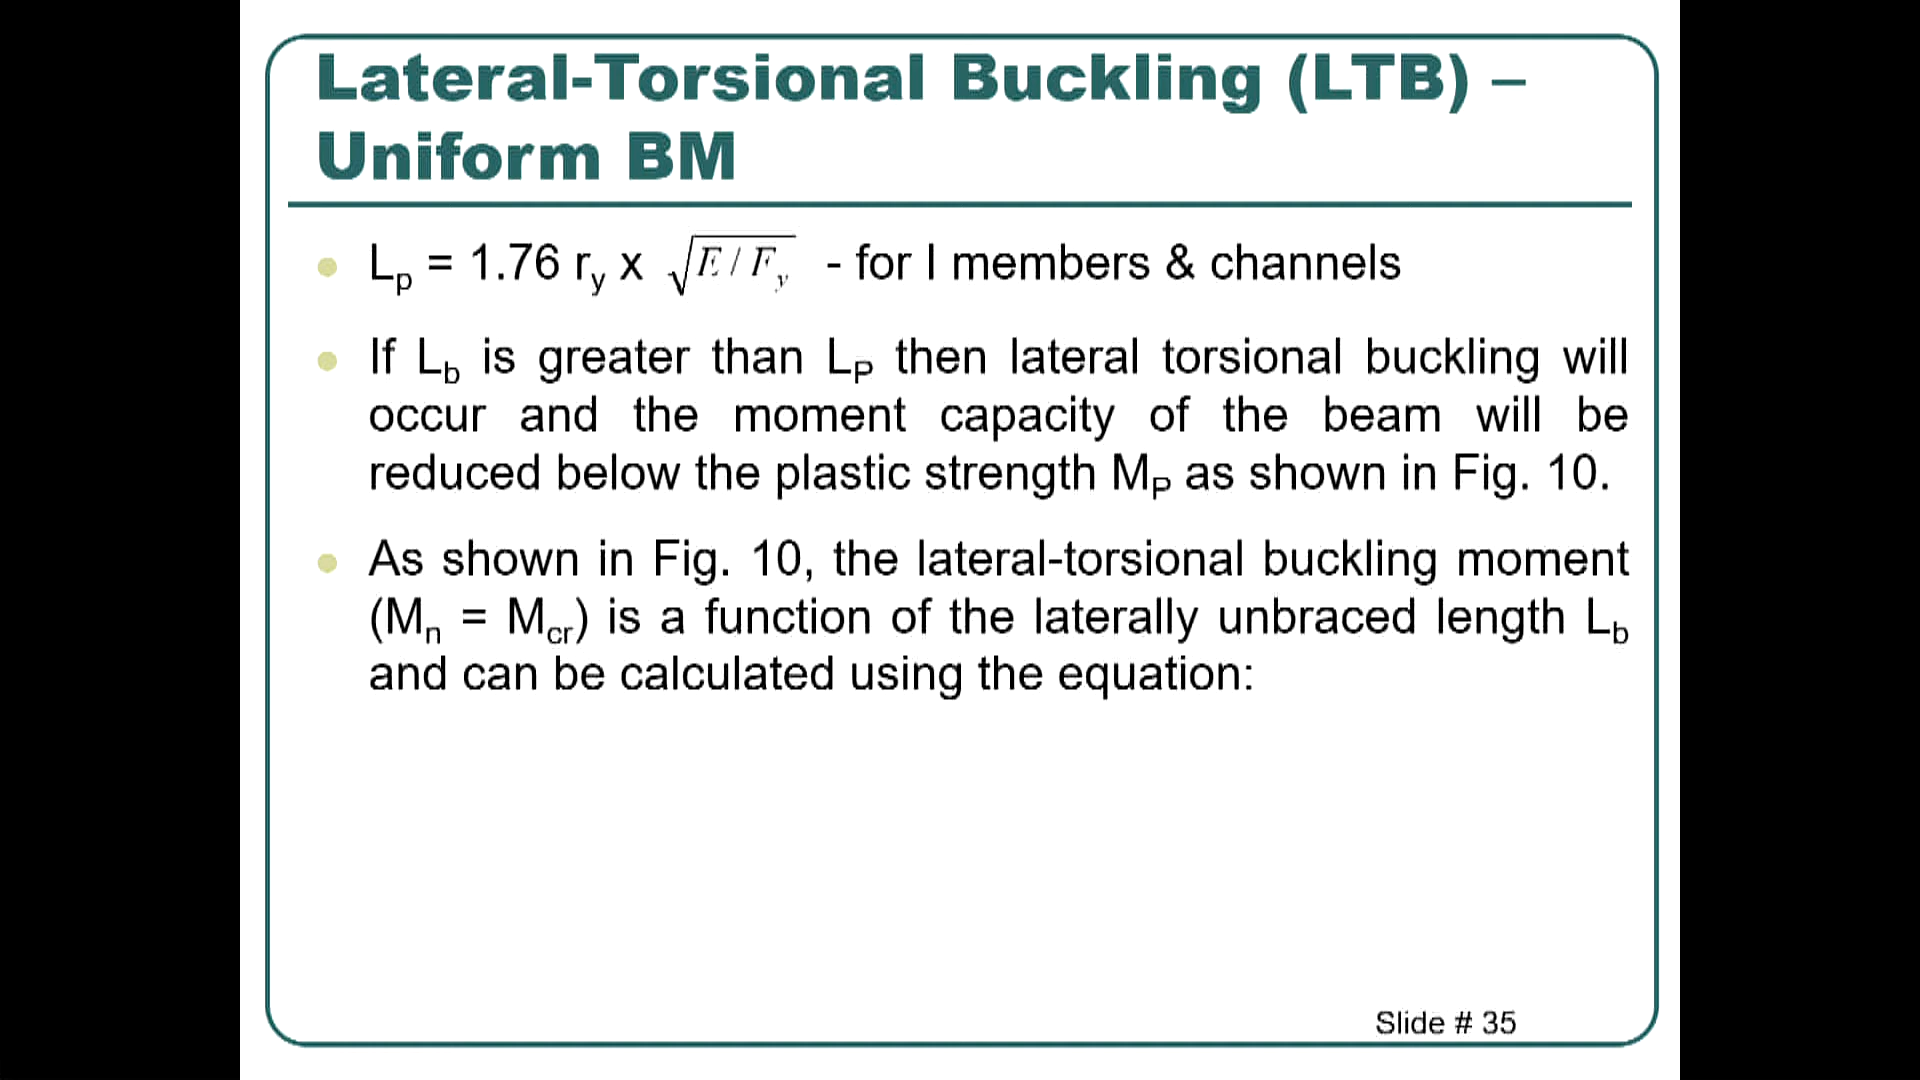 Lateral-Torsional Buckling (LTB) –
Uniform BM
Lp = 1.76 ry x √E / Fy - for I members & channels
If Lb is greater than LP then lateral torsional buckling will
occur and the moment capacity of the beam will be
reduced below the plastic strength MP as shown in Fig. 10.
As shown in Fig. 10, the lateral-torsional buckling moment
(Mn = Mcr) is a function of the laterally unbraced length Lb
and can be calculated using the equation:
Slide # 35